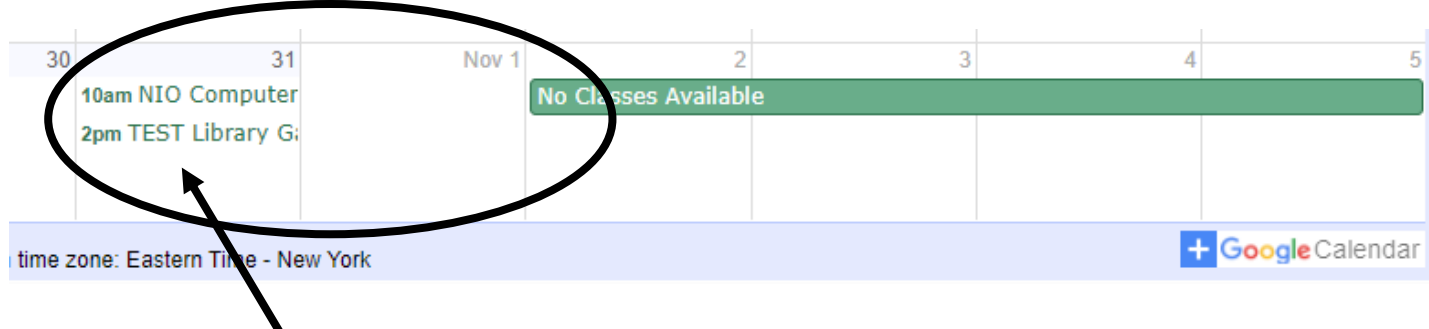 30 31 Nov 1 2 3 4 5
10am NIO Computer
No Classes Available
2pm TEST Library Ga
time zone: Eastern Time - New York
+ Google Calendar